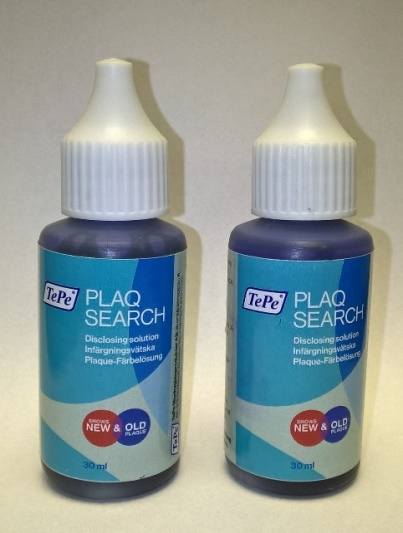 TePe®
PLAQ
SEARCH
Disclosing solution
Infärgningsvätska
Plaque-Färbelösung
SHOWS
NEW & OLD
PLAQUE
30 ml
TePe
TePe®
PLAQ
SEARCH
Disclosing solution
Infärgningsvätska
Plaque-Färbelösung
SHOWS
NEW & OLD
PLAQUE
30 ml